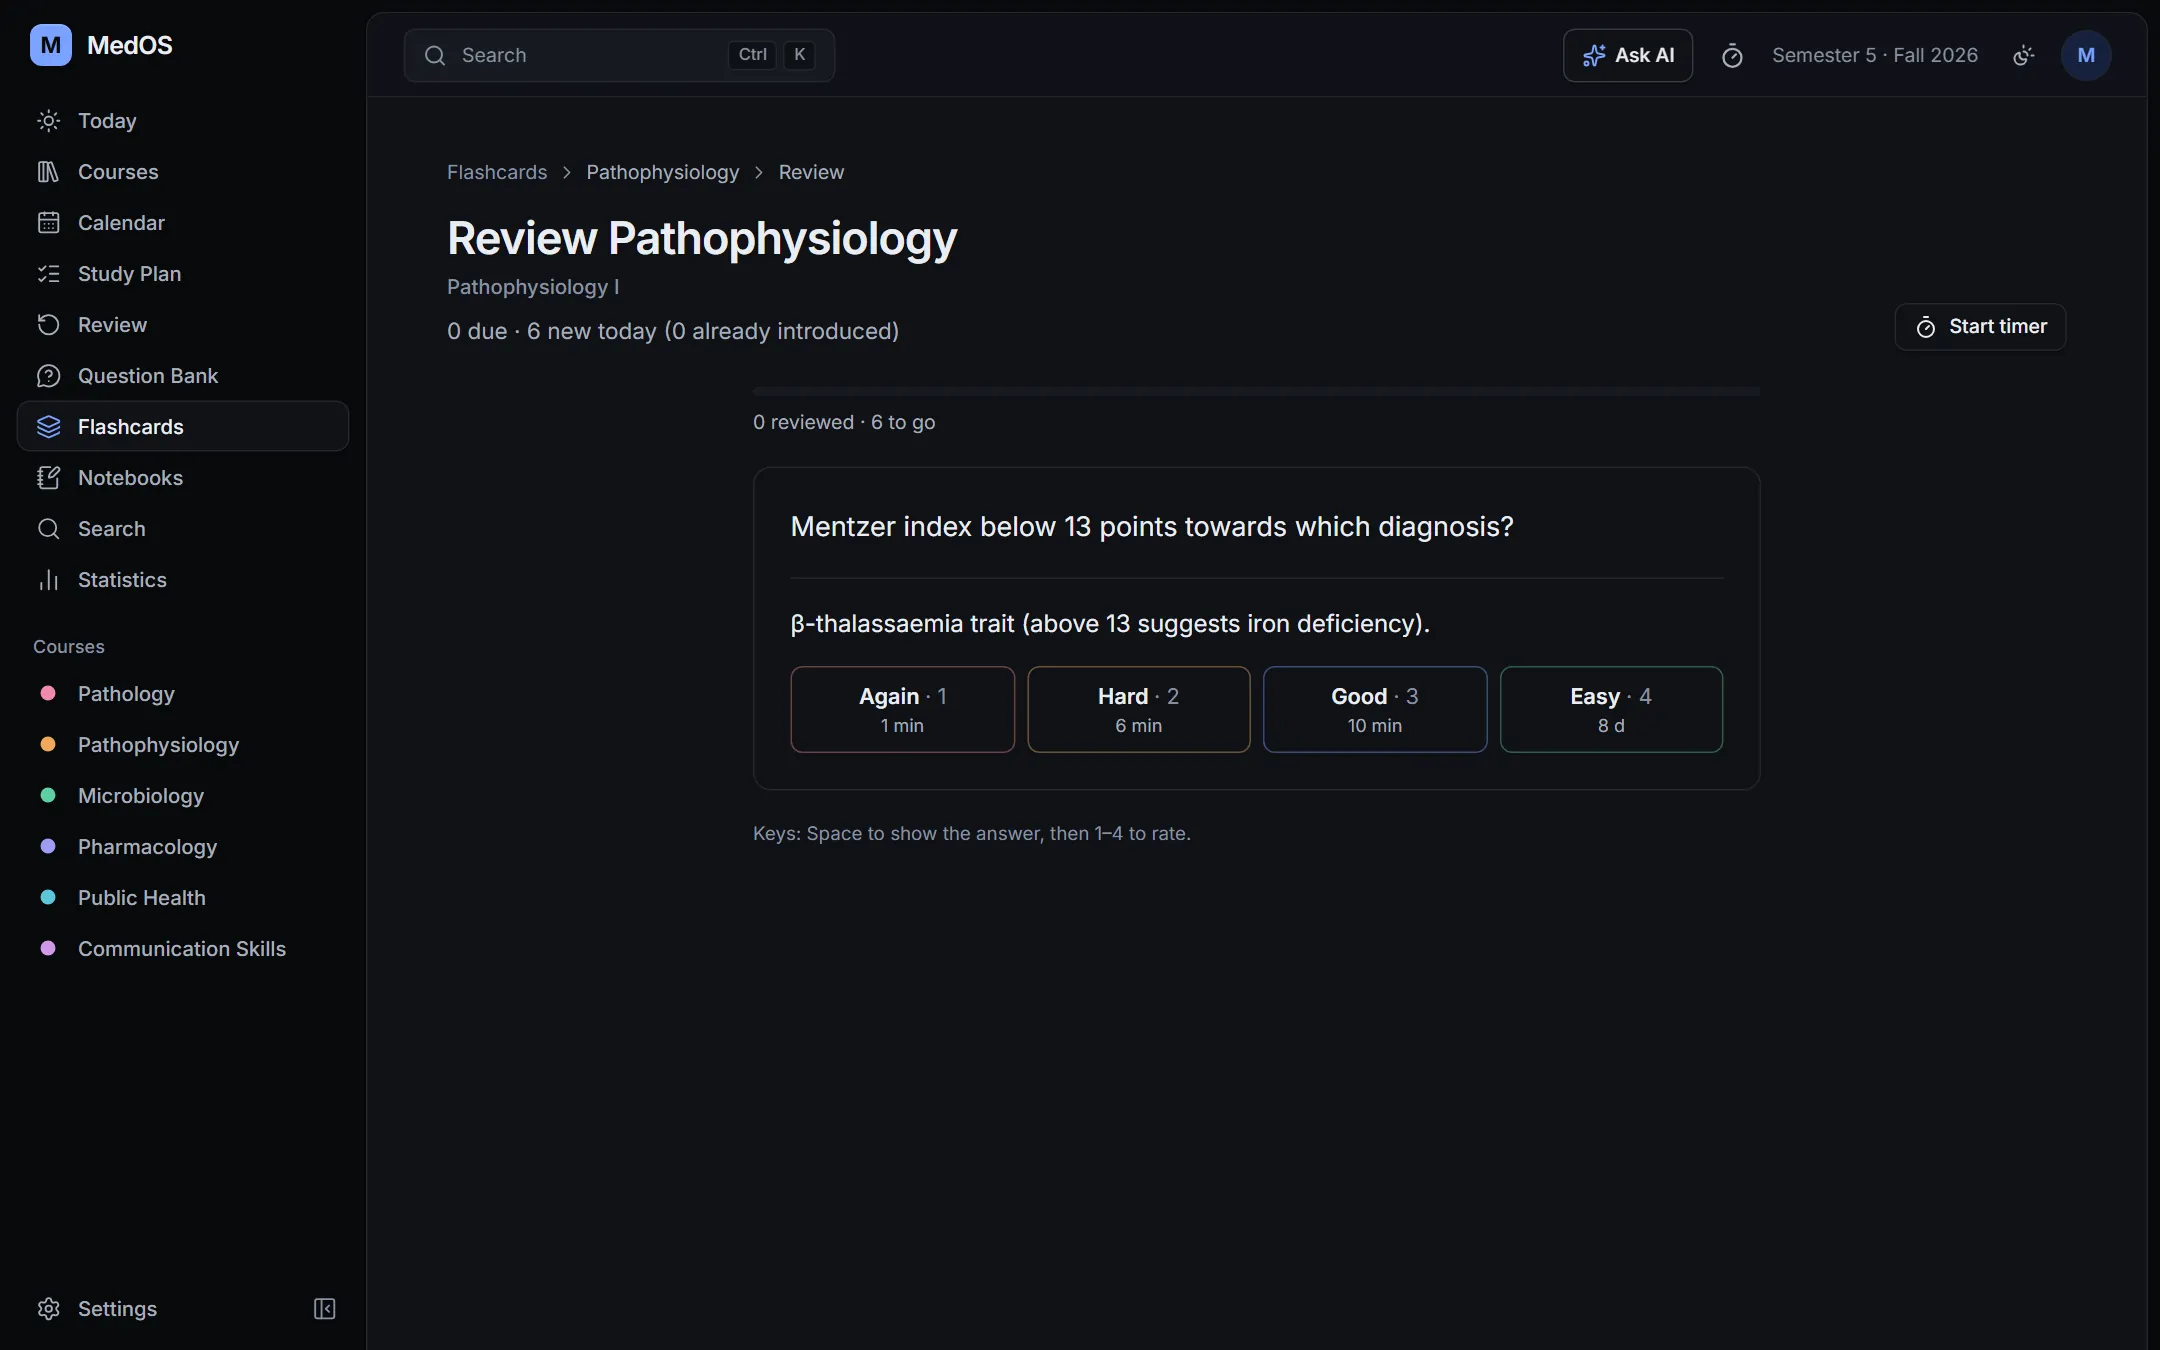 M MedOS
Today
Courses
Calendar
Study Plan
Review
Question Bank
Flashcards
Notebooks
Search
Statistics
Courses
Pathology
Pathophysiology
Microbiology
Pharmacology
Public Health
Communication Skills
Settings
Search Ctrl K
Ask AI
Semester 5 · Fall 2026
M
Flashcards > Pathophysiology > Review
Review Pathophysiology
Pathophysiology I
0 due · 6 new today (0 already introduced)
Start timer
0 reviewed · 6 to go
Mentzer index below 13 points towards which diagnosis?
β-thalassaemia trait (above 13 suggests iron deficiency).
Again · 1
1 min
Hard · 2
6 min
Good · 3
10 min
Easy · 4
8 d
Keys: Space to show the answer, then 1–4 to rate.